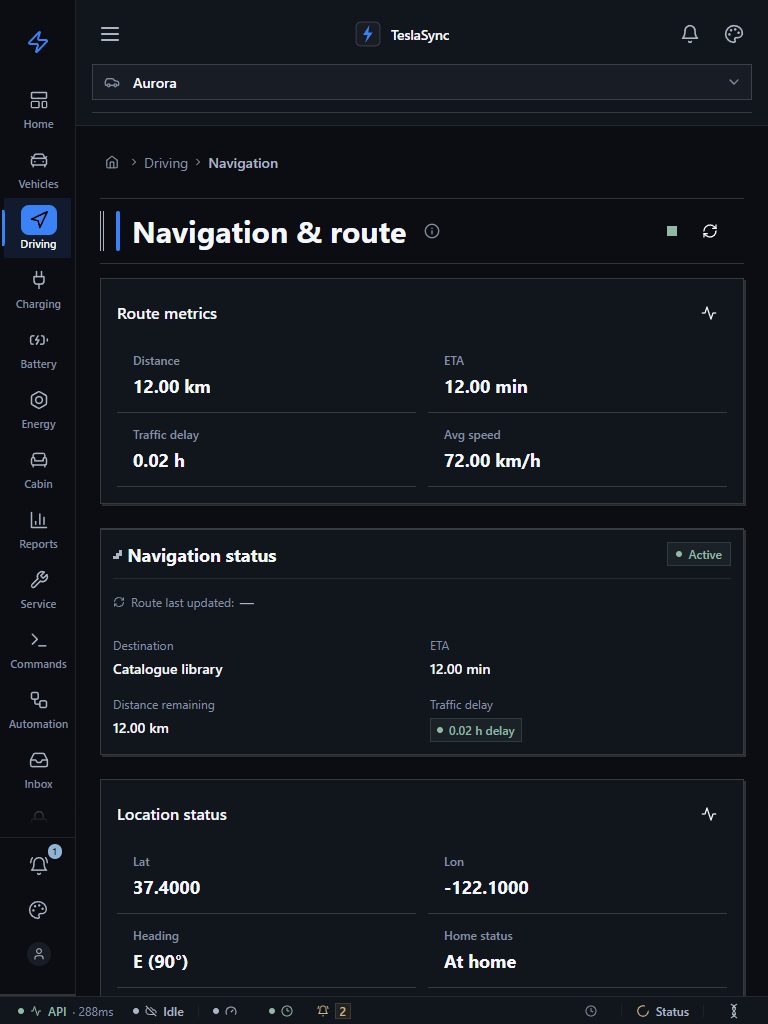 TeslaSync
Aurora
Home
Vehicles
Driving
Charging
Battery
Energy
Cabin
Reports
Service
Commands
Automation
Inbox
1
Driving
Navigation
Navigation & route
Route metrics
Distance
12.00 km
ETA
12.00 min
Traffic delay
0.02 h
Avg speed
72.00 km/h
Navigation status
Active
Route last updated: —
Destination
Catalogue library
ETA
12.00 min
Distance remaining
12.00 km
Traffic delay
0.02 h delay
Location status
Lat
37.4000
Lon
-122.1000
Heading
E (90°)
Home status
At home
API · 288ms
Idle
2
Status